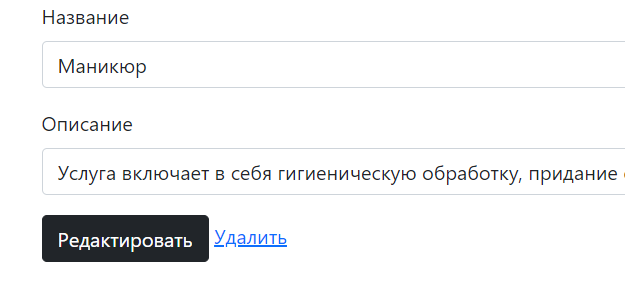 Название
Маникюр
Описание
Услуга включает в себя гигиеническую обработку, придание
Редактировать Удалить